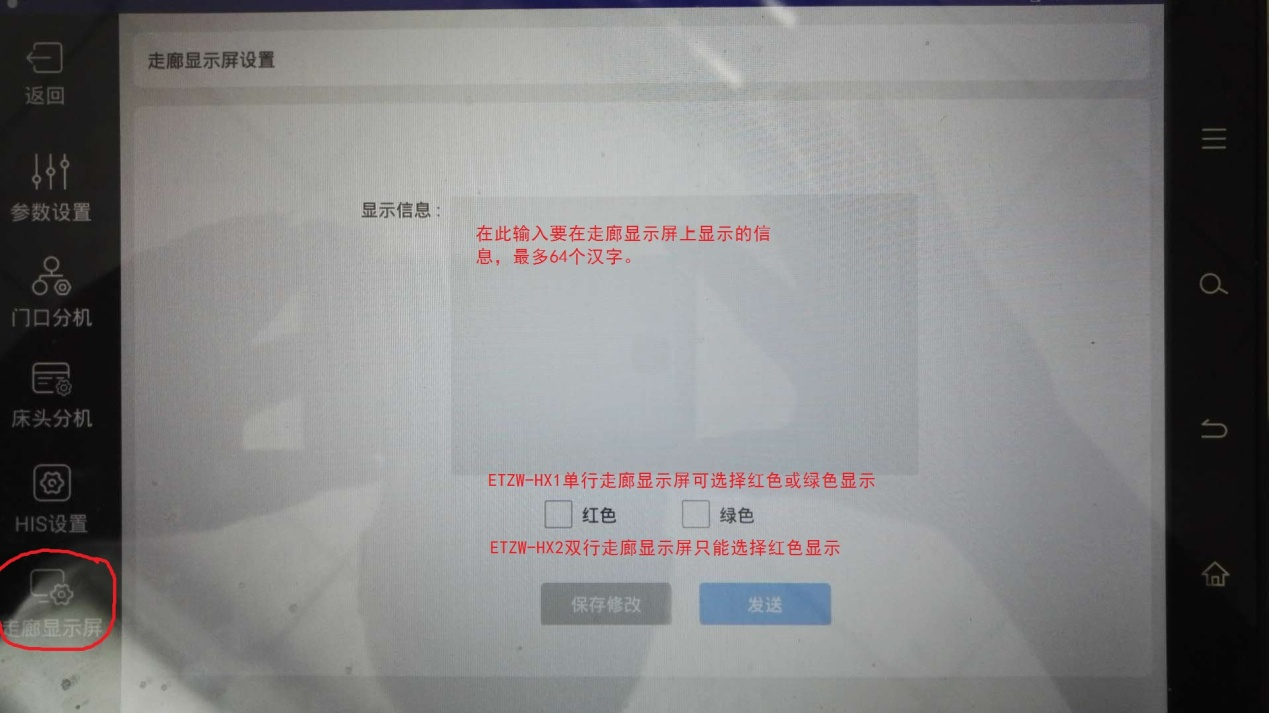 走廊显示屏设置
返回
参数设置
门口分机
床头分机
HIS设置
走廊显示屏
显示信息：
在此输入要在走廊显示屏上显示的信
息，最多64个汉字。
ETZW-HX1单行走廊显示屏可选择红色或绿色显示
红色
绿色
ETZW-HX2双行走廊显示屏只能选择红色显示
保存修改
发送